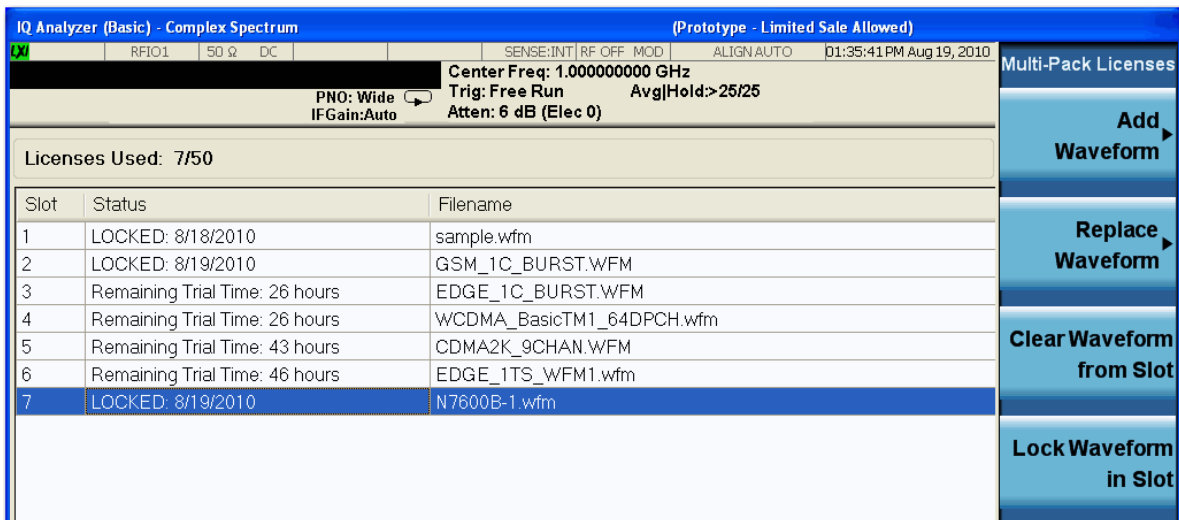 IQ Analyzer (Basic) - Complex Spectrum (Prototype - Limited Sale Allowed)
LXI RFIO1 50 Ω DC SENSE:INT RF OFF MOD ALIGN AUTO 01:35:41 PM Aug 19, 2010
PNO: Wide
IFGain:Auto
Center Freq: 1.000000000 GHz
Trig: Free Run Avg|Hold:>25/25
Atten: 6 dB (Elec 0)
Licenses Used: 7/50
Slot Status Filename
1 LOCKED: 8/18/2010 sample.wfm
2 LOCKED: 8/19/2010 GSM_1C_BURST.WFM
3 Remaining Trial Time: 26 hours EDGE_1C_BURST.WFM
4 Remaining Trial Time: 26 hours WCDMA_BasicTM1_64DPCH.wfm
5 Remaining Trial Time: 43 hours CDMA2K_9CHAN.WFM
6 Remaining Trial Time: 46 hours EDGE_1TS_WFM1.wfm
7 LOCKED: 8/19/2010 N7600B-1.wfm
Multi-Pack Licenses
Add
Waveform
Replace
Waveform
Clear Waveform
from Slot
Lock Waveform
in Slot